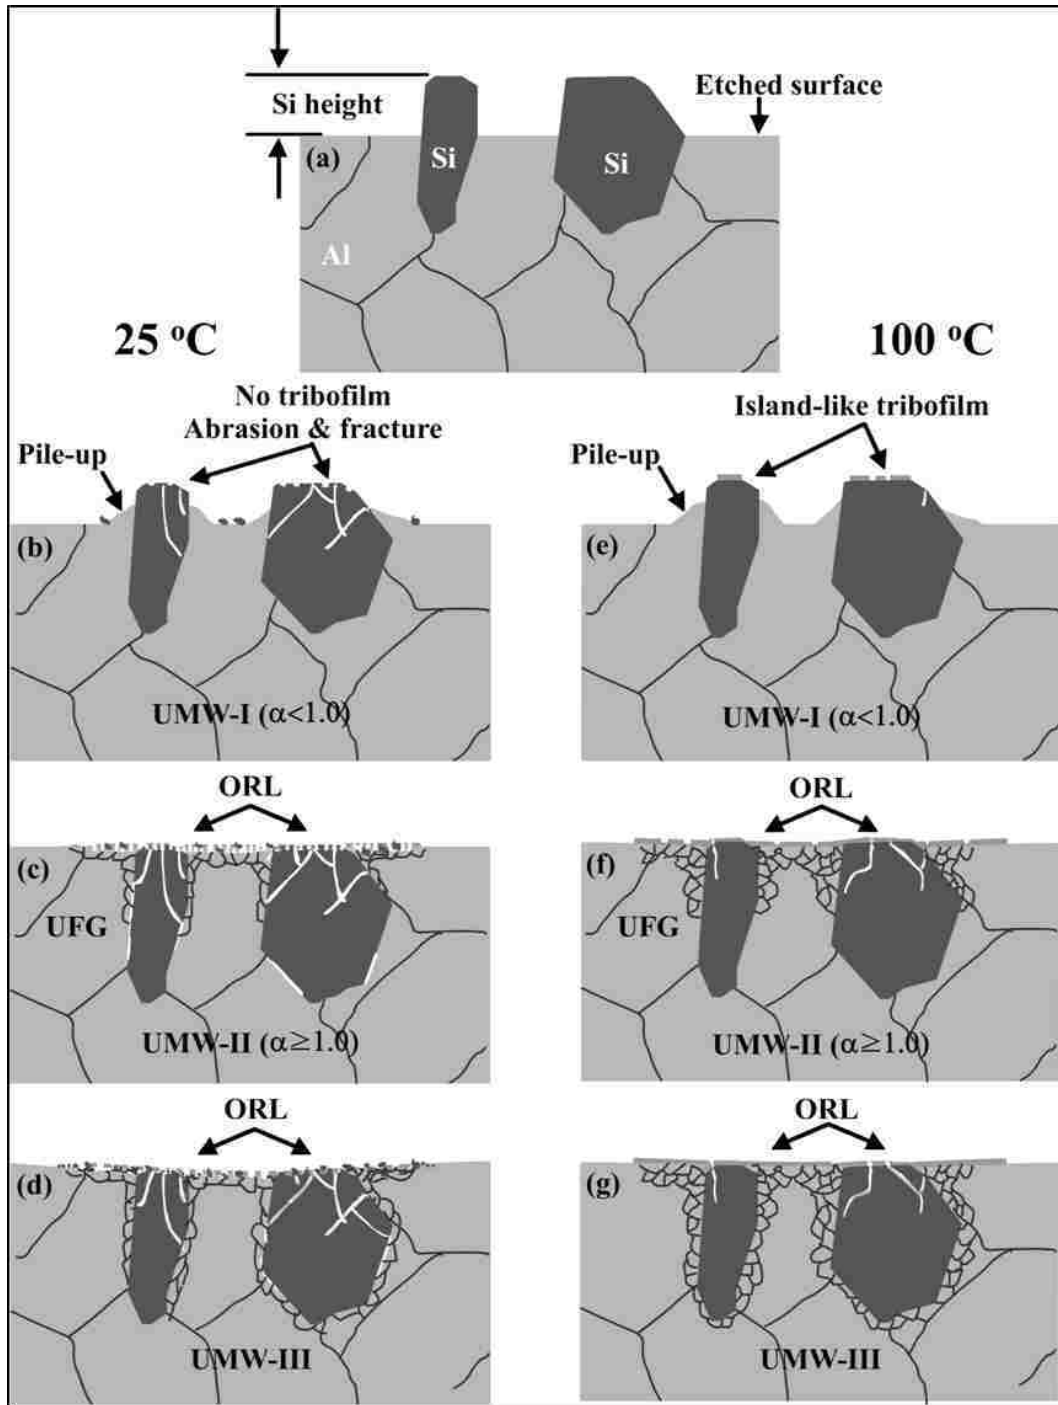 Si height
Etched surface
(a)
Si
Si
Al
25 °C
100 °C
No tribofilm
Abrasion & fracture
Pile-up
Island-like tribofilm
Pile-up
(b)
UMW-I (α<1.0)
(e)
UMW-I (α<1.0)
ORL
(c)
UFG
UMW-II (α≥1.0)
ORL
(f)
UFG
UMW-II (α≥1.0)
ORL
(d)
UMW-III
ORL
(g)
UMW-III